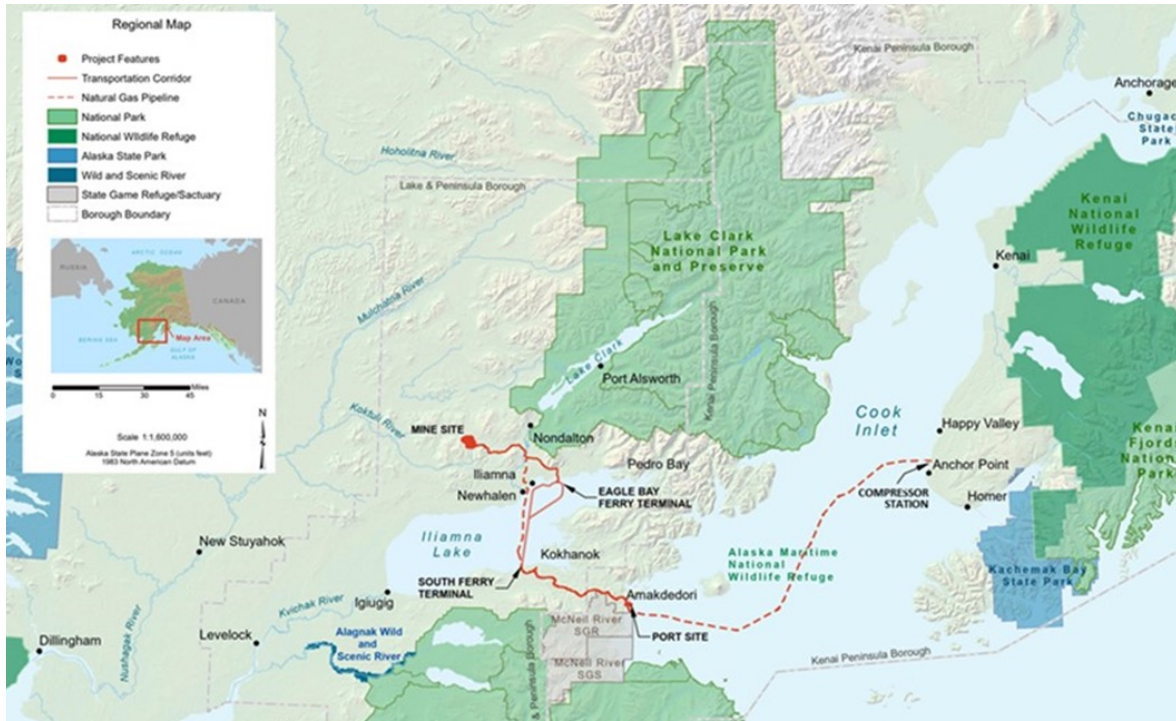 Regional Map
Project Features
Transportation Corridor
Natural Gas Pipeline
National Park
National WIldlife Refuge
Alaska State Park
Wild and Scenic River
State Game Refuge/Sactuary
Borough Boundary
ARCTIC OCEAN
RUSSIA
CANADA
BERING SEA
Map Area
GULF OF
ALASKA
0 15 30 45
Miles
N
Scale 1:1,600,000
Alaska State Plane Zone 5 (units feet)
1983 North American Datum
Kenai Peninsula Borough
Anchorage
Chugac
State
Park
Hoholitna River
Lake & Peninsula Borough
Kenai
National
Wildlife
Refuge
Lake Clark
National Park
and Preserve
Kenai
Mulchatna River
Kenai Peninsula Borough
Lake Clark
Port Alsworth
Cook
Inlet
Koktuli River
MINE SITE
Nondalton
Happy Valley
Kenai
Fjord
Nationa
Park
Iliamna
Pedro Bay
Anchor Point
Newhalen
EAGLE BAY
FERRY TERMINAL
COMPRESSOR
STATION
Homer
Iliamna
Lake
New Stuyahok
Kokhanok
Alaska Maritime
National
Wildlife Refuge
Kachemak Bay
State Park
SOUTH FERRY
TERMINAL
Igiugig
Amakdedori
Kvichak River
McNeil River
SGR
PORT SITE
Dillingham
Nushagak River
Levelock
Alagnak Wild
and
Scenic River
& Peninsula Borough
McNeil River
SGS
Kenai Peninsula Borough